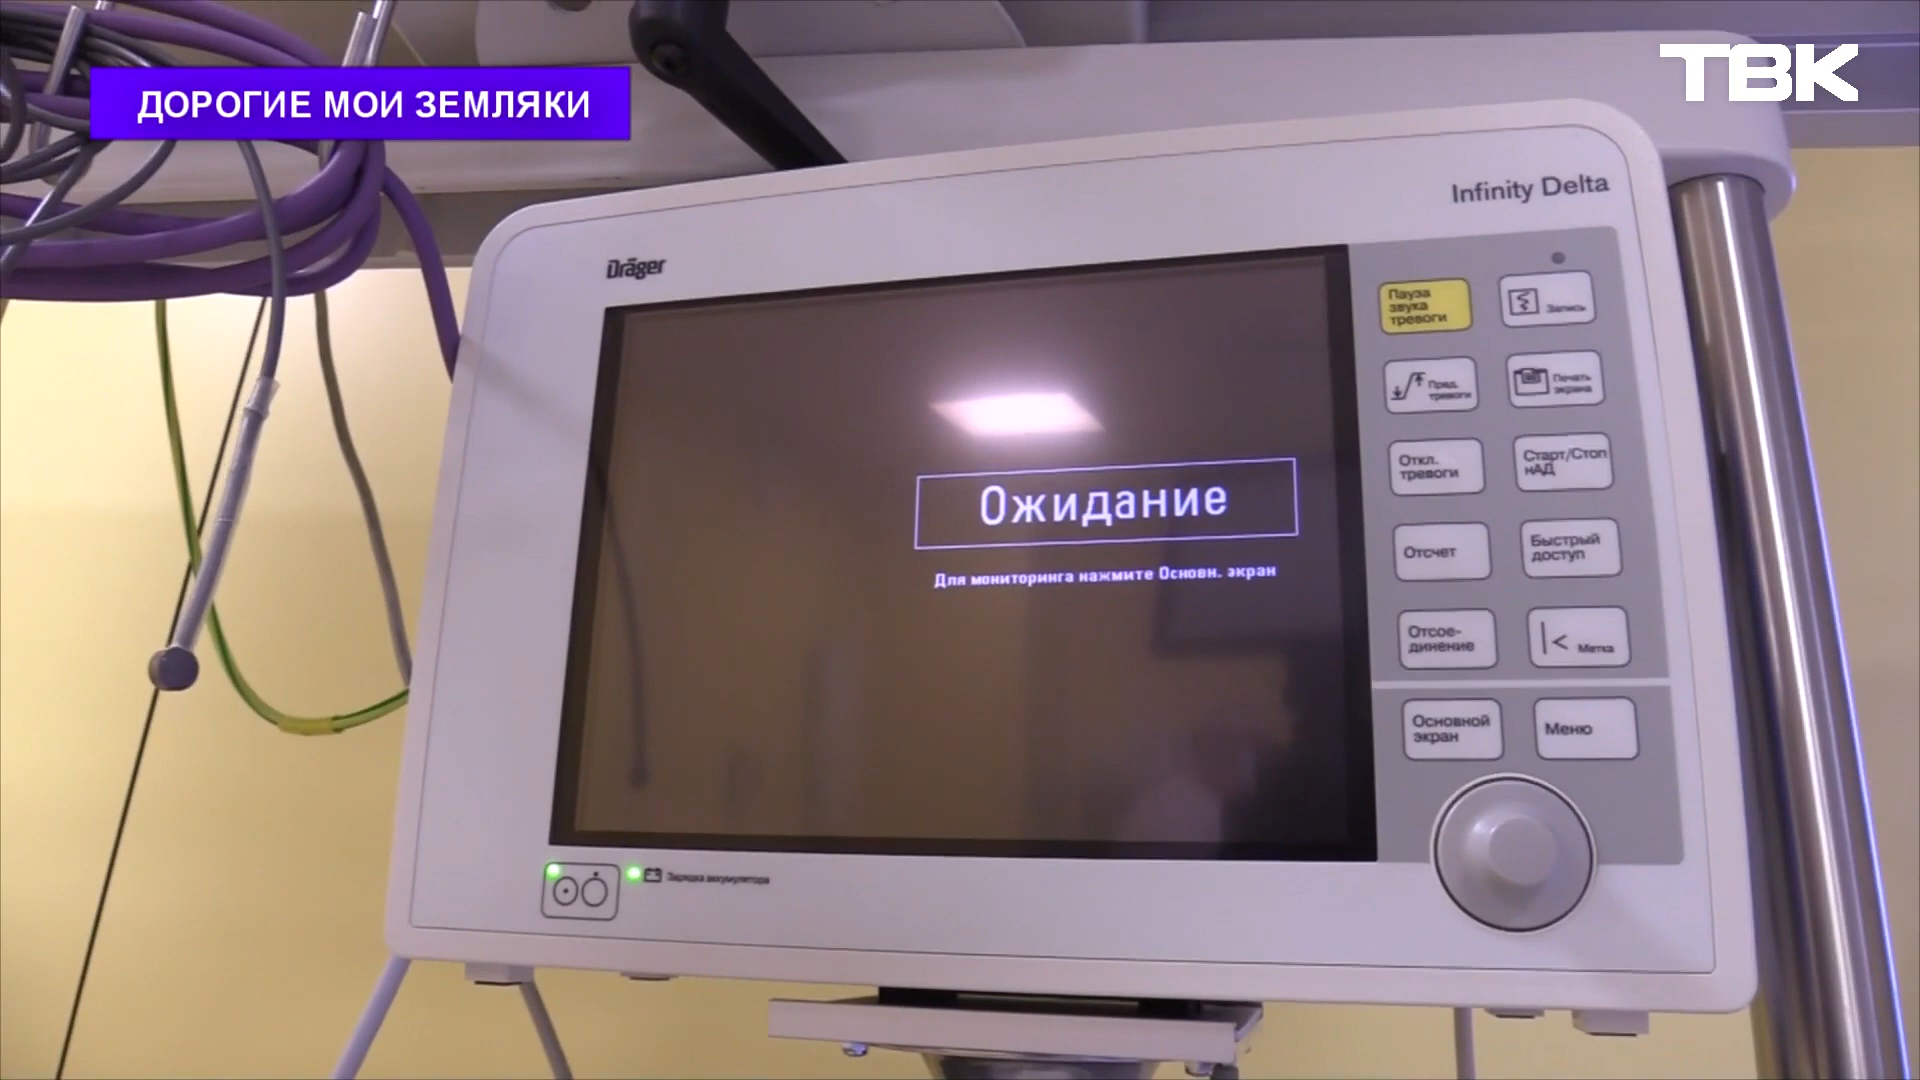 ДОРОГИЕ МОИ ЗЕМЛЯКИ
ТВК
Infinity Delta
Dräger
Пауза
звука
тревоги
Запись
Пред.
тревоги
Печать
экрана
Откл.
тревоги
Старт/Стоп
нАД
Отсчет
Быстрый
доступ
Отсое-
динение
Метка
Основной
экран
Меню
Ожидание
Для мониторинга нажмите Основн. экран
Зарядка аккумулятора